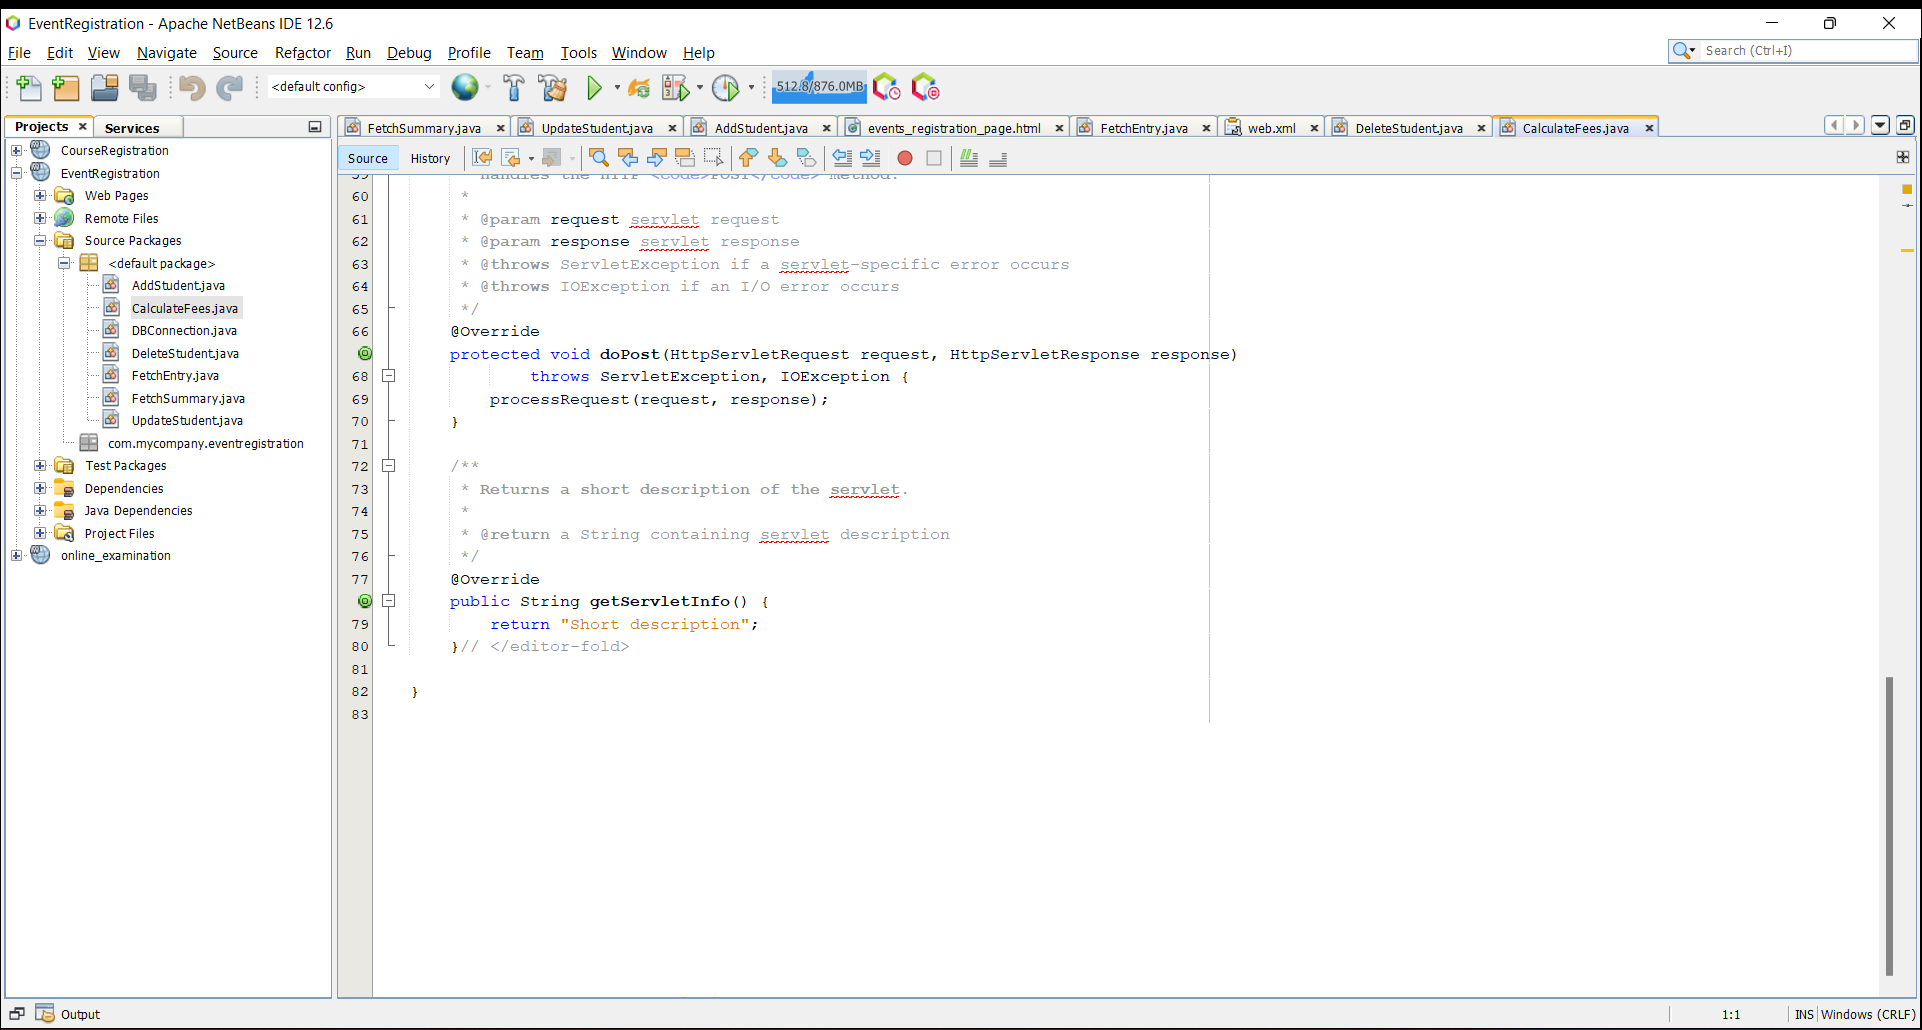 EventRegistration - Apache NetBeans IDE 12.6
File Edit View Navigate Source Refactor Run Debug Profile Team Tools Window Help
Search (Ctrl+I)
<default config>
512.8/876.0MB
Projects Services
CourseRegistration
EventRegistration
Web Pages
Remote Files
Source Packages
<default package>
AddStudent.java
CalculateFees.java
DBConnection.java
DeleteStudent.java
FetchEntry.java
FetchSummary.java
UpdateStudent.java
com.mycompany.eventregistration
Test Packages
Dependencies
Java Dependencies
Project Files
online_examination
FetchSummary.java UpdateStudent.java AddStudent.java events_registration_page.html FetchEntry.java web.xml DeleteStudent.java CalculateFees.java
Source History
59 handles the HTTP <code>POST</code> method.
60 *
61 * @param request servlet request
62 * @param response servlet response
63 * @throws ServletException if a servlet-specific error occurs
64 * @throws IOException if an I/O error occurs
65 */
66 @Override
protected void doPost(HttpServletRequest request, HttpServletResponse response)
68 throws ServletException, IOException {
69 processRequest(request, response);
70 }
71
72 /**
73 * Returns a short description of the servlet.
74 *
75 * @return a String containing servlet description
76 */
77 @Override
public String getServletInfo() {
79 return "Short description";
80 }// </editor-fold>
81
82 }
83
Output
1:1 INS Windows (CRLF)